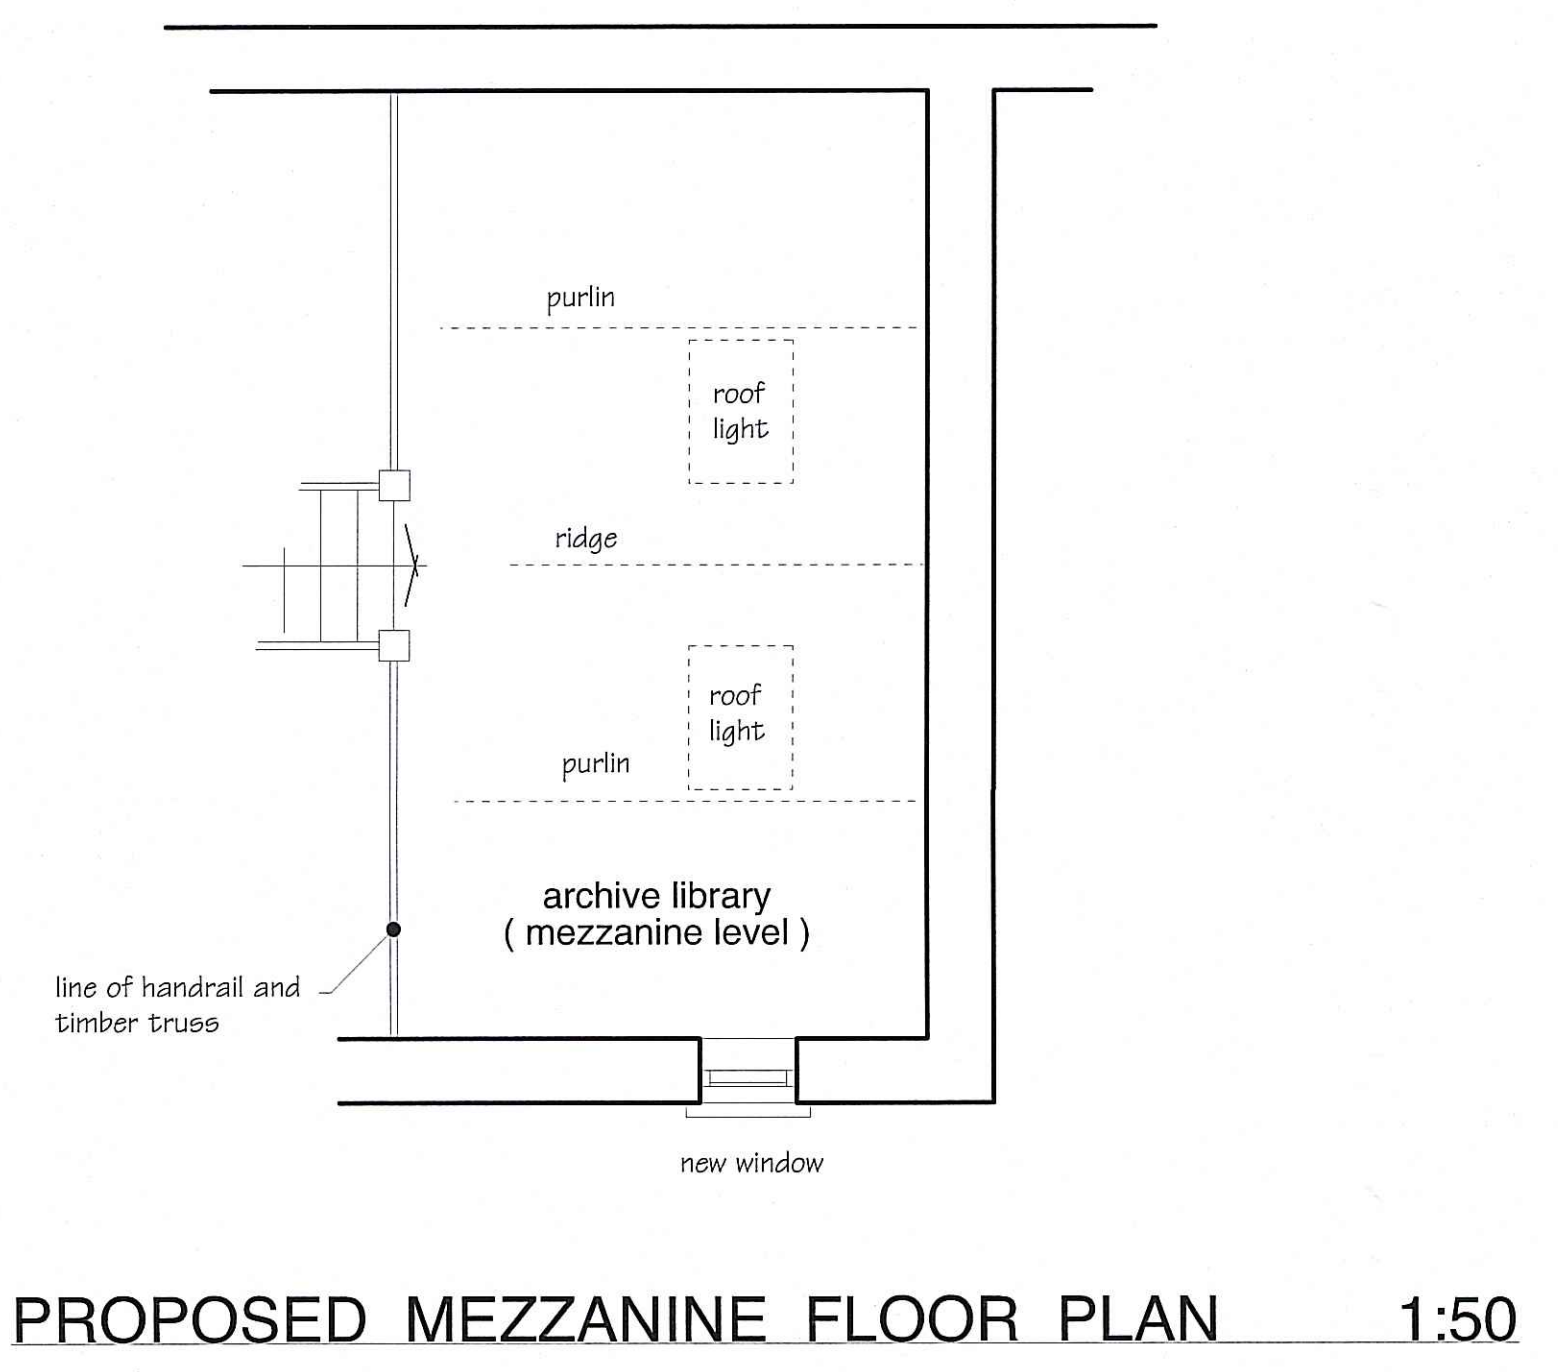 purlin
roof
light
ridge
roof
light
purlin
archive library
( mezzanine level )
line of handrail and
timber truss
new window
PROPOSED MEZZANINE FLOOR PLAN 1:50